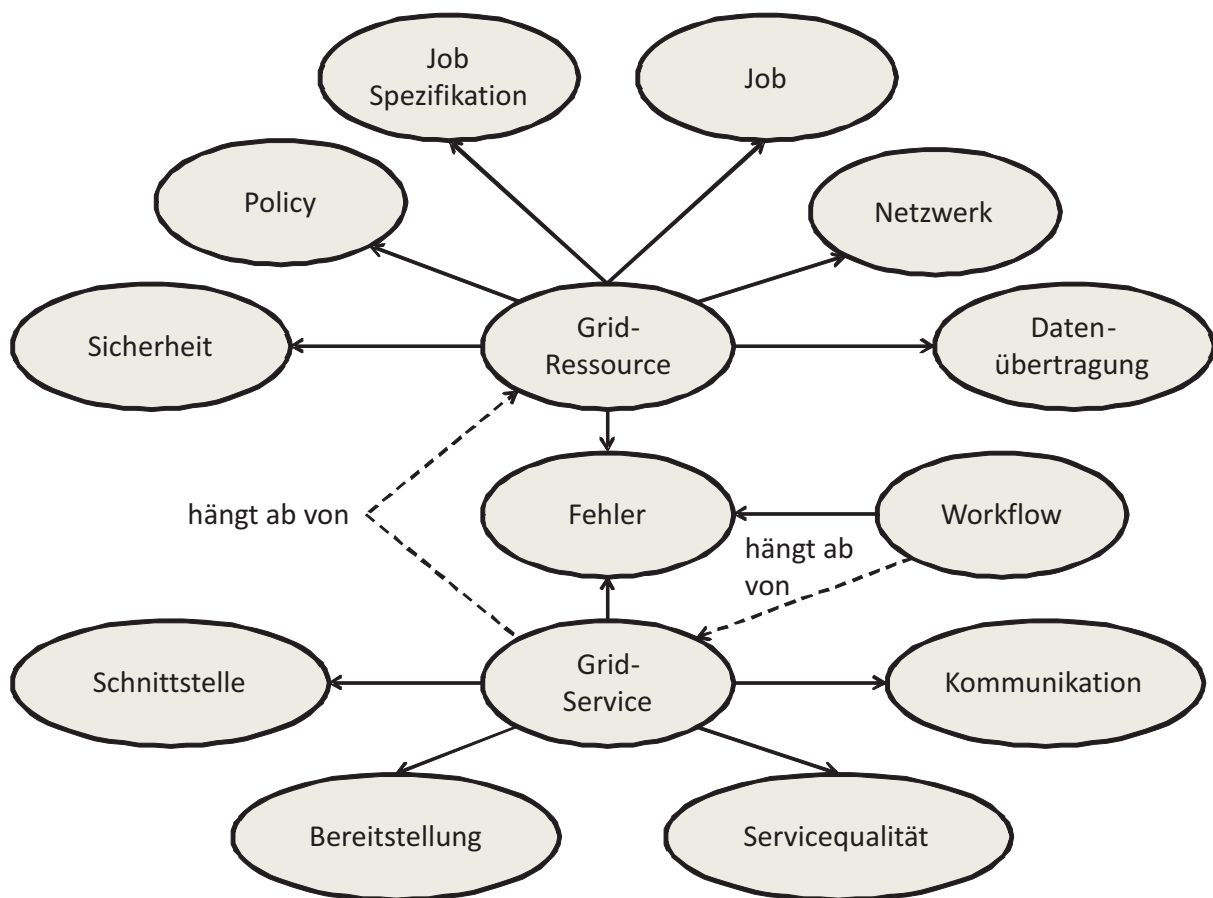 Job
Spezifikation
Job
Policy
Netzwerk
Sicherheit
Grid-
Ressource
Daten-
übertragung
hängt ab von
Fehler
Workflow
hängt ab
von
Schnittstelle
Grid-
Service
Kommunikation
Bereitstellung
Servicequalität